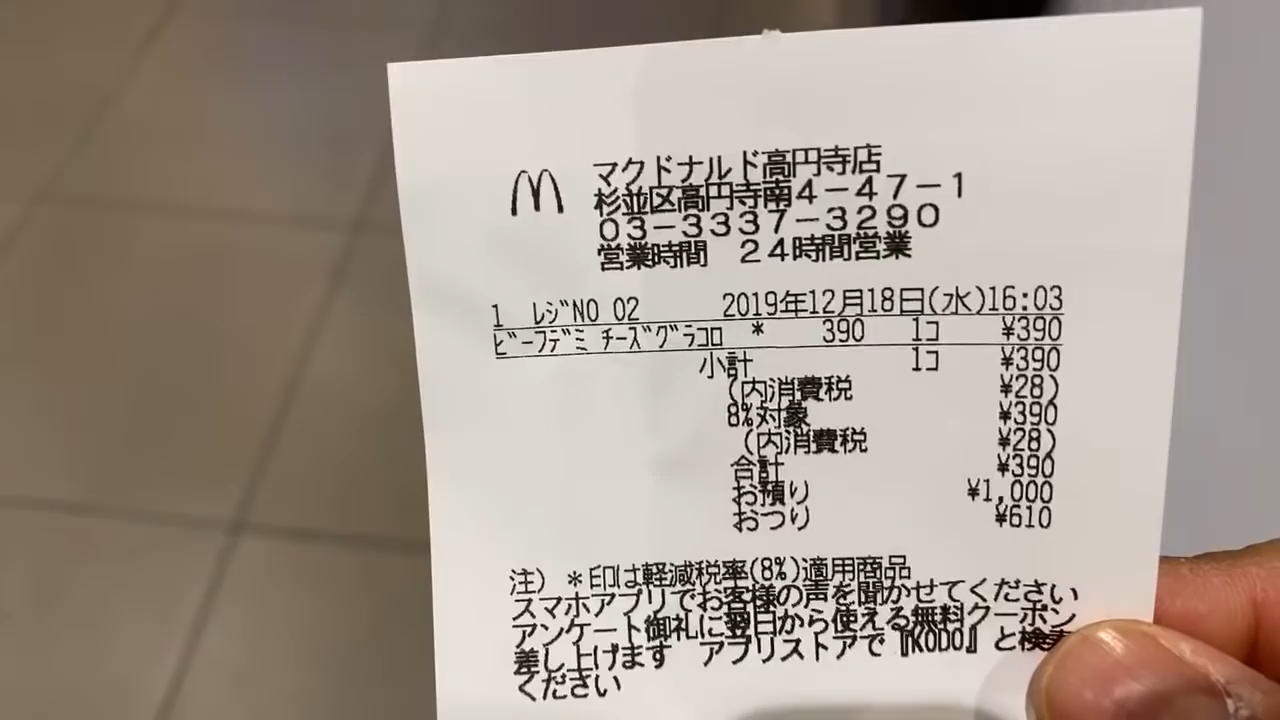 マクドナルド高円寺店
杉並区高円寺南4-47-1
03-3337-3290
営業時間 24時間営業
1 レジNO 02 2019年12月18日(水)16:03
ビーフデミ チーズグラコロ * 390 1コ ¥390
小計 1コ ¥390
(内消費税 ¥28)
8%対象 ¥390
(内消費税 ¥28)
合計 ¥390
お預り ¥1,000
おつり ¥610
注) *印は軽減税率(8%)適用商品
スマホアプリでお客様の声を聞かせてください
アンケート御礼に翌日から使える無料クーポン
差し上げます アプリストアで『KODO』と検索
ください